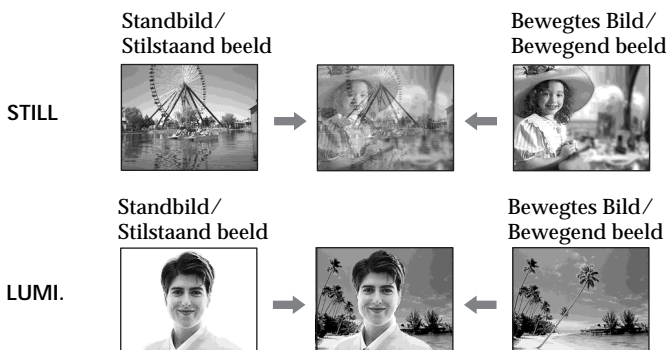 Standbild/
Stilstaand beeld
Bewegtes Bild/
Bewegend beeld
STILL
Standbild/
Stilstaand beeld
Bewegtes Bild/
Bewegend beeld
LUMI.